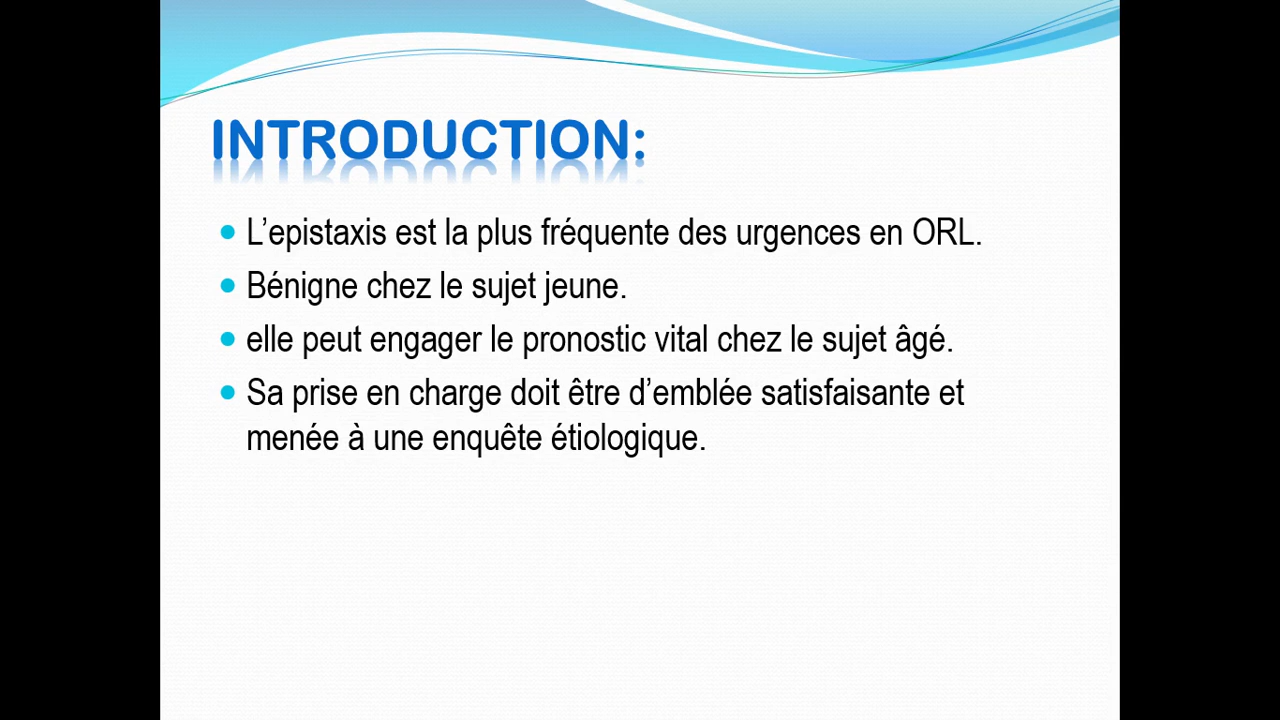 INTRODUCTION:
• L’epistaxis est la plus fréquente des urgences en ORL.
• Bénigne chez le sujet jeune.
• elle peut engager le pronostic vital chez le sujet âgé.
• Sa prise en charge doit être d’emblée satisfaisante et
menée à une enquête étiologique.